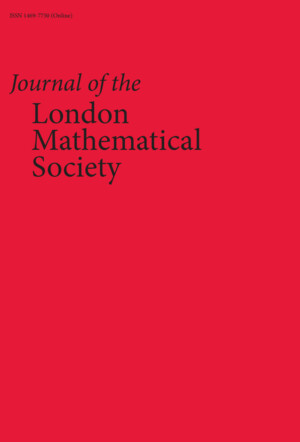 ISSN 1469-7750 (Online)
Journal of the
London
Mathematical
Society